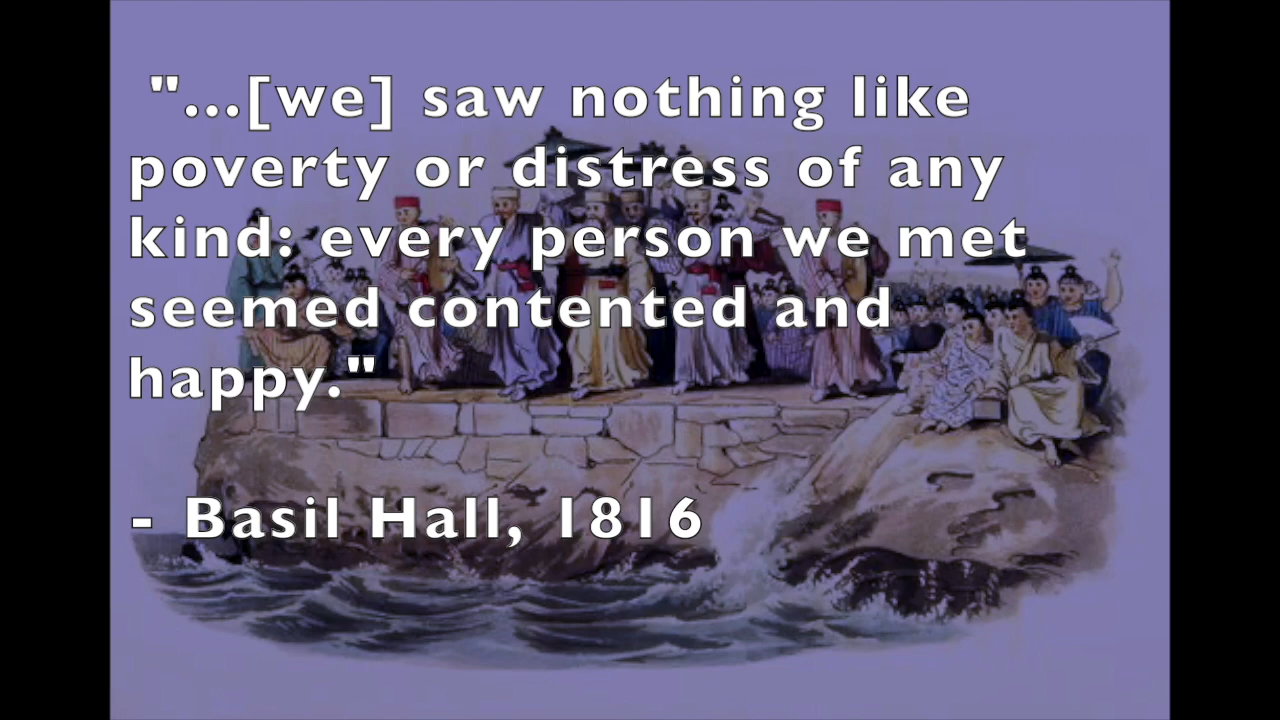 "...[we] saw nothing like
poverty or distress of any
kind: every person we met
seemed contented and
happy."
- Basil Hall, 1816